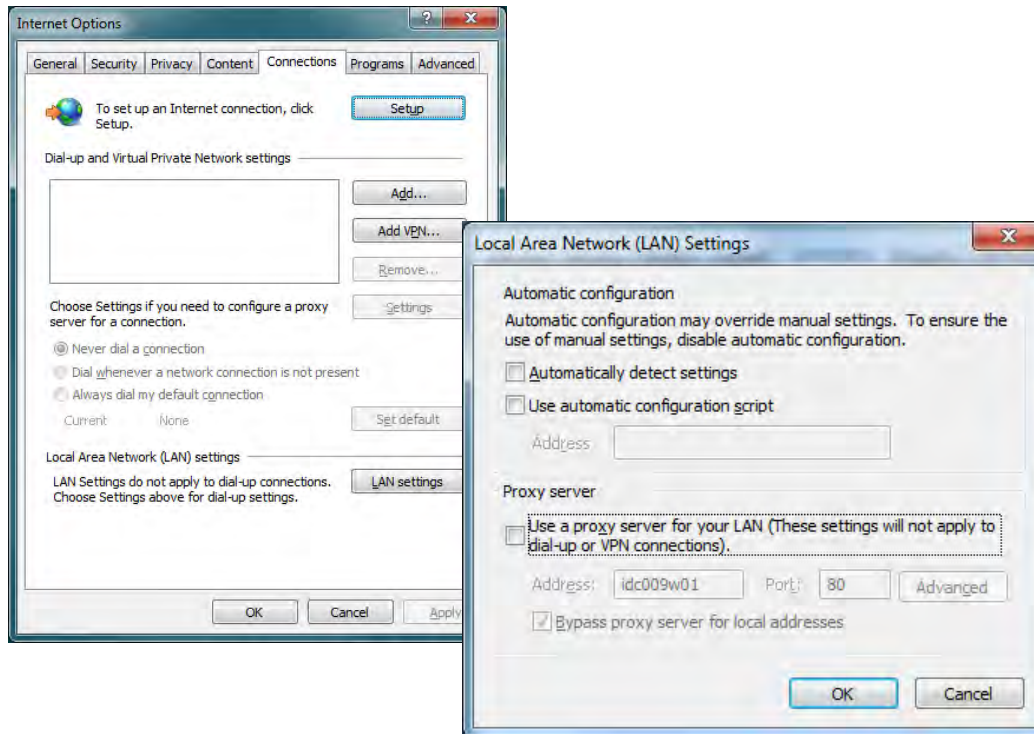 Internet Options
General Security Privacy Content Connections Programs Advanced
To set up an Internet connection, click
Setup.
Setup
Dial-up and Virtual Private Network settings
Add...
Add VPN...
Remove...
Choose Settings if you need to configure a proxy
server for a connection.
Settings
Never dial a connection
Dial whenever a network connection is not present
Always dial my default connection
Current None
Set default
Local Area Network (LAN) settings
LAN Settings do not apply to dial-up connections.
Choose Settings above for dial-up settings.
LAN settings
OK Cancel Apply
Local Area Network (LAN) Settings
Automatic configuration
Automatic configuration may override manual settings. To ensure the
use of manual settings, disable automatic configuration.
Automatically detect settings
Use automatic configuration script
Address
Proxy server
Use a proxy server for your LAN (These settings will not apply to
dial-up or VPN connections).
Address: idc009w01 Port: 80 Advanced
Bypass proxy server for local addresses
OK Cancel